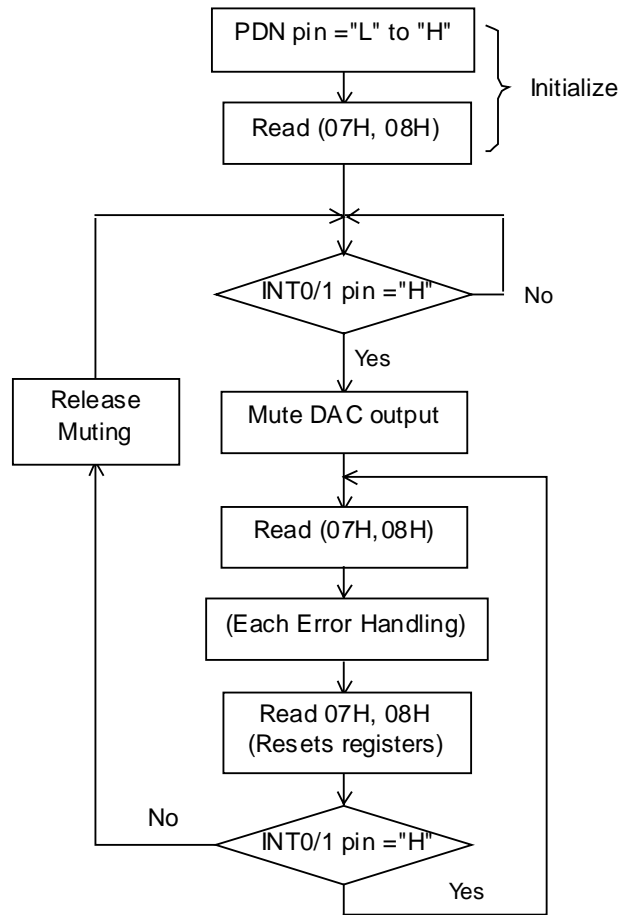 PDN pin ="L" to "H"
Initialize
Read (07H, 08H)
INT0/1 pin ="H"
No
Yes
Release
Muting
Mute DAC output
Read (07H,08H)
(Each Error Handling)
Read 07H, 08H
(Resets registers)
No
INT0/1 pin ="H"
Yes